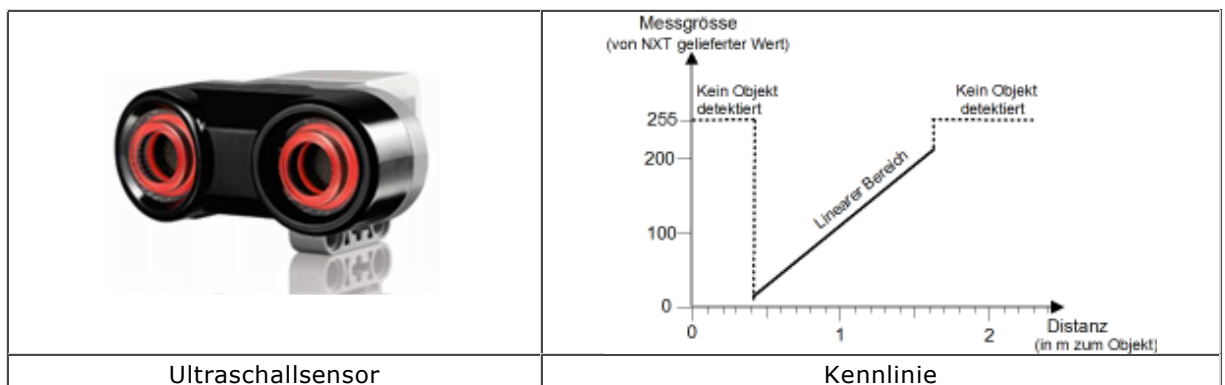 Messgrösse
(von NXT gelieferter Wert)
Kein Objekt
detektiert
Kein Objekt
detektiert
255
200
Linearer Bereich
100
0
0
1
2
Distanz
(in m zum Objekt)
Ultraschallsensor
Kennlinie